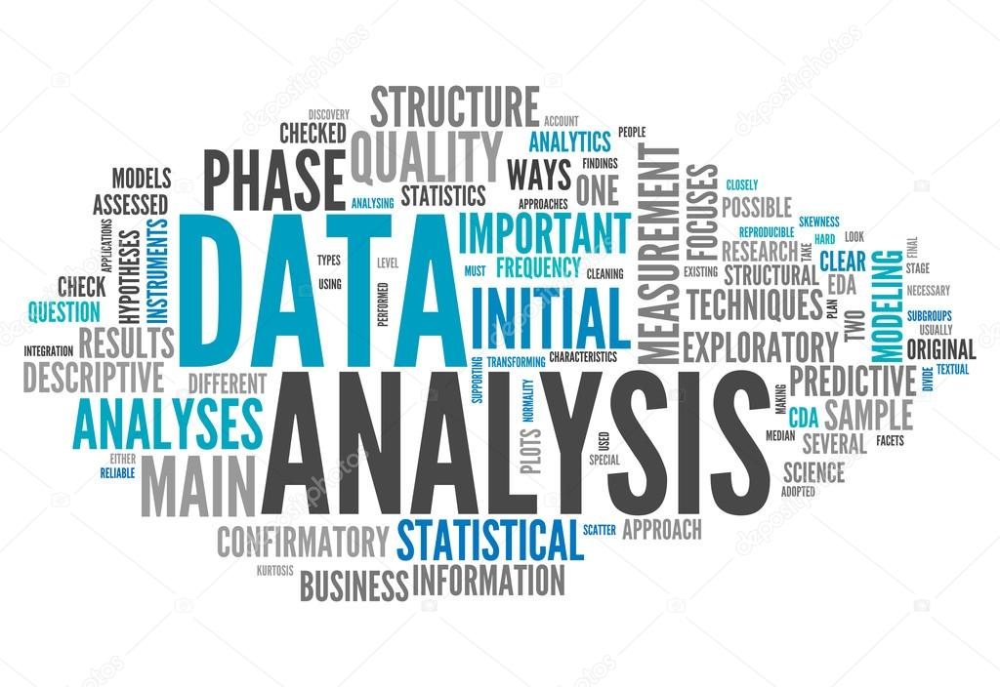 STRUCTURE
DISCOVERY
ACCOUNT
CHECKED
QUALITY
ANALYTICS
PEOPLE
PHASE
WAYS
FINDINGS
MEASUREMENT
FOCUSES
MODELS
ANALYSING
STATISTICS
APPROACHES
ONE
CLOSELY
ASSESSED
POSSIBLE
DATA
IMPORTANT
SKEWNESS
APPLICATIONS
HYPOTHESES
INSTRUMENTS
REPRODUCIBLE
HARD
LOOK
FINAL
TYPES
LEVEL
MUST
FREQUENCY
CLEANING
EXISTING
RESEARCH
TAKE
CLEAR
MODELING
STAGE
CHECK
USING
PERFORMED
INITIAL
STRUCTURAL
EDA
NECESSARY
QUESTION
TECHNIQUES
PLAN
TWO
SUBGROUPS
USUALLY
INTEGRATION
RESULTS
EXPLORATORY
ORIGINAL
DESCRIPTIVE
DIFFERENT
SUPPORTING
TRANSFORMING
CHARACTERISTICS
PREDICTIVE
DIVIDE
TEXTUAL
ANALYSES
ANALYSIS
NORMALITY
MAKING
CDA
SAMPLE
EITHER
RELIABLE
MAIN
PLOTS
SPECIAL
USED
MEDIAN
SEVERAL
FACETS
SCIENCE
ADOPTED
CONFIRMATORY
STATISTICAL
SCATTER
APPROACH
KURTOSIS
BUSINESS
INFORMATION
depositphotos